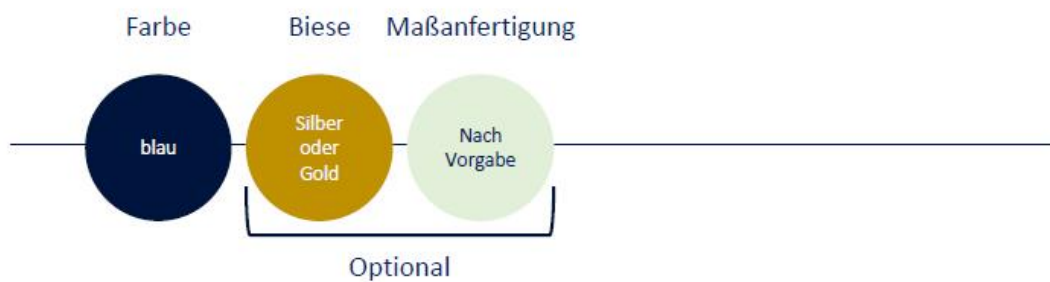 Farbe
Biese
Maßanfertigung
blau
Silber
oder
Gold
Nach
Vorgabe
Optional